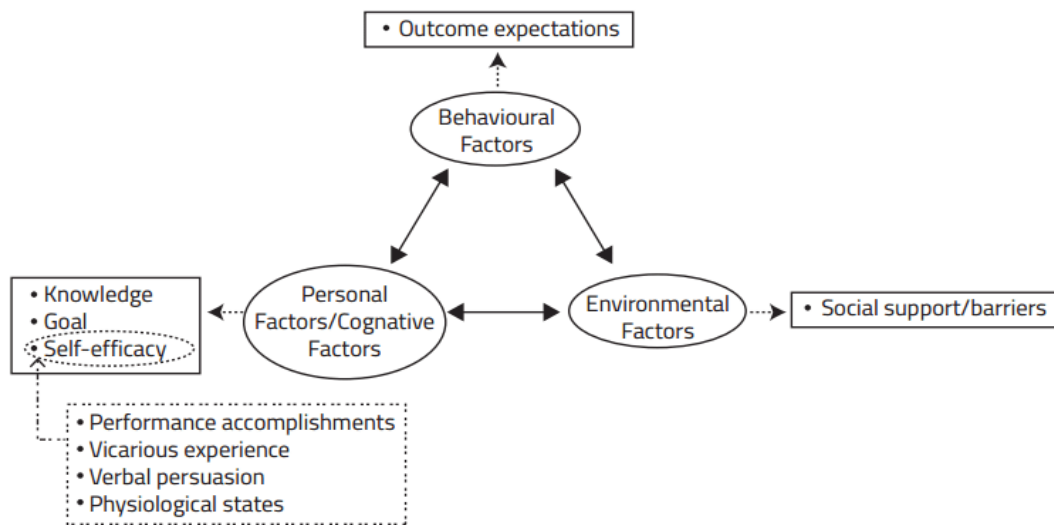 • Outcome expectations
Behavioural
Factors
• Knowledge
• Goal
• Self-efficacy
Personal
Factors/Cognative
Factors
Environmental
Factors
• Social support/barriers
• Performance accomplishments
• Vicarious experience
• Verbal persuasion
• Physiological states